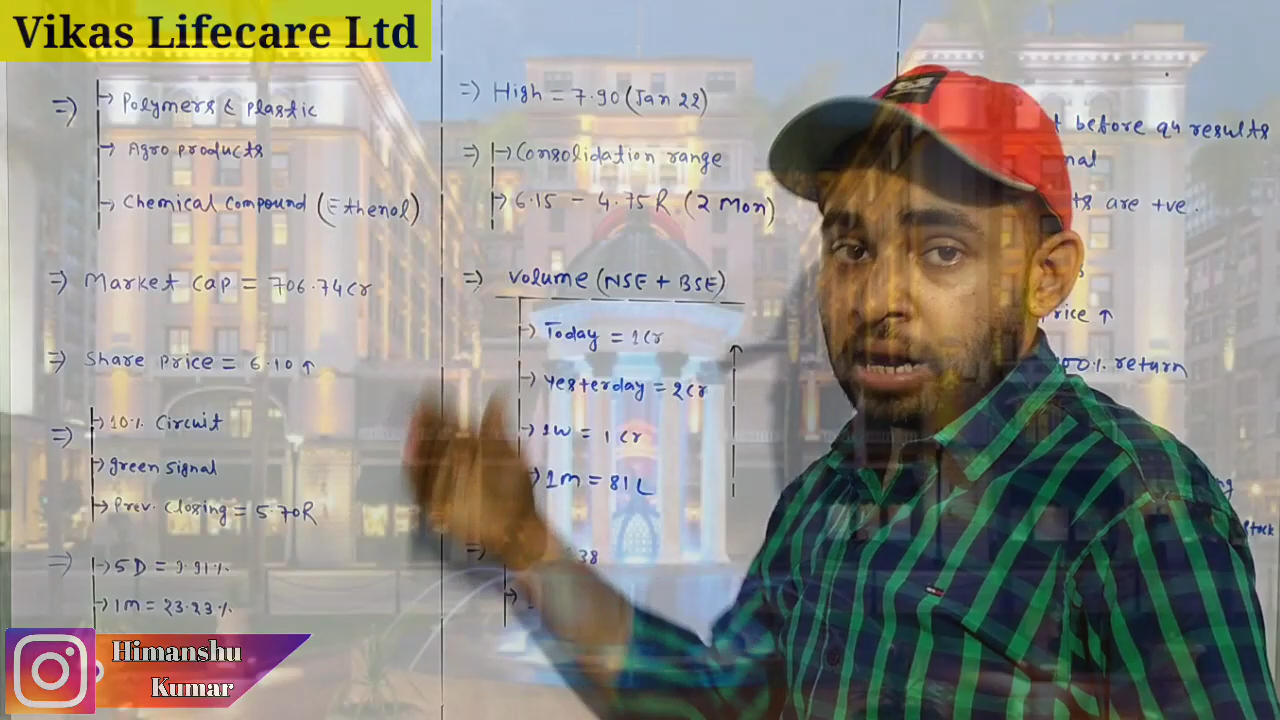 Vikas Lifecare Ltd
=> Polymers & plastic
Agro products
Chemical compound (Ethenol)
=> Market cap = 706.74cr
=> Share price = 6.10 ↑
=> 10% Circuit
green signal
Prev. closing = 5.70R
=> 5D = 9.91%
1M = 23.23%
Himanshu
Kumar
=> High = 7.90 (Jan 22)
=> Consolidation range
6.15 - 4.75R (2 Mon)
=> volume (NSE + BSE)
Today = 1cr
Yesterday = 2cr
1W = 1cr
1M = 81L
=> 38
before q4 results
are +ve.
rice ↑
return
Stock